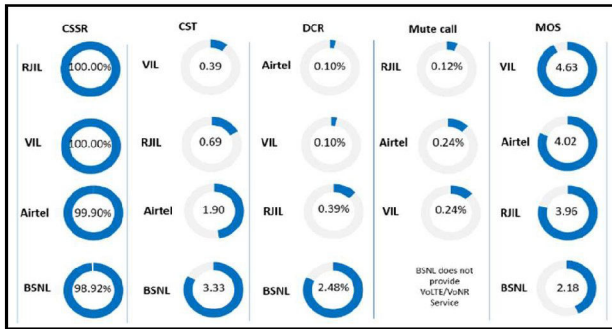 CSSR CST DCR Mute call MOS
RJIL 100.00% VIL 0.39 Airtel 0.10% RJIL 0.12% VIL 4.63
VIL 100.00% RJIL 0.69 VIL 0.10% Airtel 0.24% Airtel 4.02
Airtel 99.90% Airtel 1.90 RJIL 0.39% VIL 0.24% RJIL 3.96
BSNL 98.92% BSNL 3.33 BSNL 2.48% BSNL 2.18
BSNL does not
provide
VoLTE/VoNR
Service